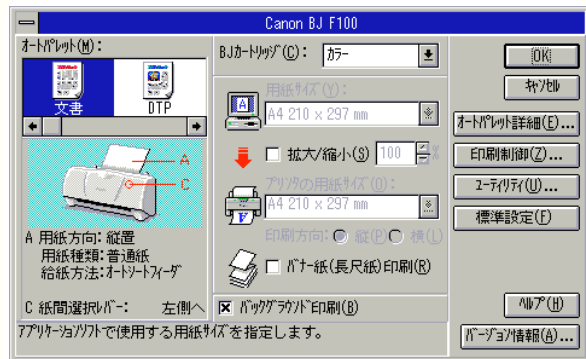 Canon BJ F100
ｵｰﾄﾊﾟﾚｯﾄ(M)：
文書
DTP
A
C
A 用紙方向：縦置
用紙種類：普通紙
給紙方法：ｵｰﾄｼｰﾄﾌｨｰﾀﾞ
C 紙間選択ﾚﾊﾞｰ： 左側へ
BJｶｰﾄﾘｯｼﾞ(C)： ｶﾗｰ
用紙ｻｲｽﾞ(Y)：
A
A4 210 x 297 mm
拡大/縮小(S) 100 %
ﾌﾟﾘﾝﾀの用紙ｻｲｽﾞ(O)：
F
A4 210 x 297 mm
印刷方向： 縦(P) 横(L)
ﾊﾞﾅｰ紙(長尺紙)印刷(R)
ﾊﾞｯｸｸﾞﾗｳﾝﾄﾞ印刷(B)
OK
ｷｬﾝｾﾙ
ｵｰﾄﾊﾟﾚｯﾄ詳細(E)...
印刷制御(Z)...
ﾕｰﾃｨﾘﾃｨ(U)...
標準設定(F)
ﾍﾙﾌﾟ(H)
ﾊﾞｰｼﾞｮﾝ情報(A)...
ｱﾌﾟﾘｹｰｼｮﾝｿﾌﾄで使用する用紙ｻｲｽﾞを指定します。